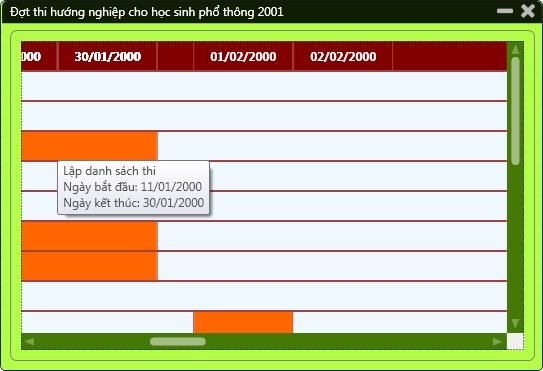 Đợt thi hướng nghiệp cho học sinh phổ thông 2001
000 30/01/2000 01/02/2000 02/02/2000
Lập danh sách thi
Ngày bắt đầu: 11/01/2000
Ngày kết thúc: 30/01/2000